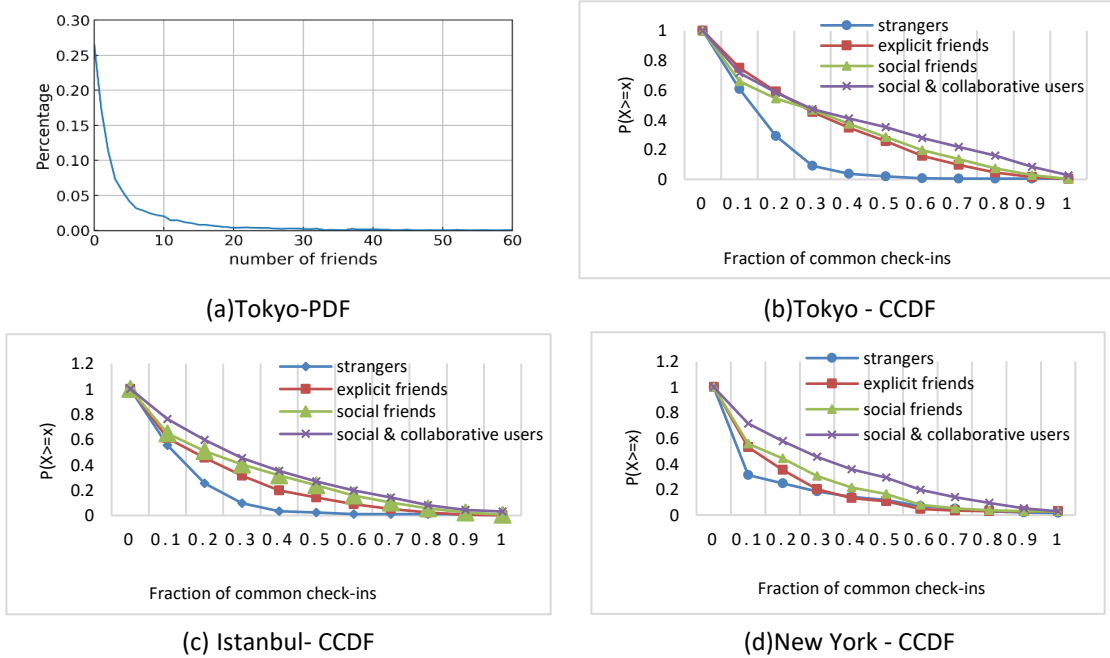 0.30
0.25
0.20
0.15
0.10
0.05
0.00
Percentage
0 10 20 30 40 50 60
number of friends
(a)Tokyo-PDF
1
0.8
0.6
0.4
0.2
0
P(X>=x)
strangers
explicit friends
social friends
social & collaborative users
0 0.1 0.2 0.3 0.4 0.5 0.6 0.7 0.8 0.9 1
Fraction of common check-ins
(b)Tokyo - CCDF
1.2
1
0.8
0.6
0.4
0.2
0
P(X>=x)
strangers
explicit friends
social friends
social & collaborative users
0 0.1 0.2 0.3 0.4 0.5 0.6 0.7 0.8 0.9 1
Fraction of common check-ins
(c) Istanbul- CCDF
1.2
1
0.8
0.6
0.4
0.2
0
P(X>=x)
strangers
explicit friends
social friends
social & collaborative users
0 0.1 0.2 0.3 0.4 0.5 0.6 0.7 0.8 0.9 1
Fraction of common check-ins
(d)New York - CCDF